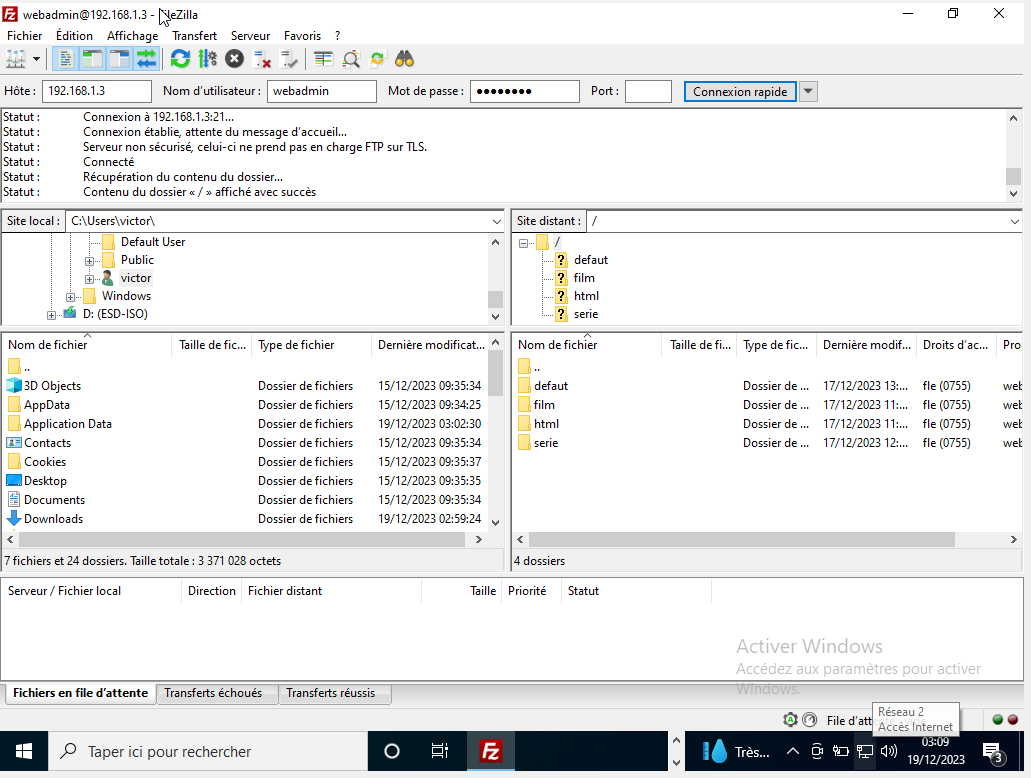 webadmin@192.168.1.3 - FileZilla
Fichier Édition Affichage Transfert Serveur Favoris ?
Hôte : 192.168.1.3 Nom d'utilisateur : webadmin Mot de passe : ●●●●●●●● Port : Connexion rapide
Statut : Connexion à 192.168.1.3:21...
Statut : Connexion établie, attente du message d'accueil...
Statut : Serveur non sécurisé, celui-ci ne prend pas en charge FTP sur TLS.
Statut : Connecté
Statut : Récupération du contenu du dossier...
Statut : Contenu du dossier « / » affiché avec succès
Site local : C:\Users\victor\
Default User
Public
victor
Windows
D: (ESD-ISO)
Site distant : /
/
? defaut
? film
? html
? serie
Nom de fichier Taille de fic... Type de fichier Dernière modificat...
..
3D Objects Dossier de fichiers 15/12/2023 09:35:34
AppData Dossier de fichiers 15/12/2023 09:34:25
Application Data Dossier de fichiers 19/12/2023 03:02:30
Contacts Dossier de fichiers 15/12/2023 09:35:34
Cookies Dossier de fichiers 15/12/2023 09:35:37
Desktop Dossier de fichiers 15/12/2023 09:35:35
Documents Dossier de fichiers 15/12/2023 09:35:34
Downloads Dossier de fichiers 19/12/2023 02:59:24
7 fichiers et 24 dossiers. Taille totale : 3 371 028 octets
Nom de fichier Taille de fi... Type de fic... Dernière modif... Droits d'ac... Pro
..
defaut Dossier de ... 17/12/2023 13:... fle (0755) web
film Dossier de ... 17/12/2023 11:... fle (0755) web
html Dossier de ... 17/12/2023 11:... fle (0755) web
serie Dossier de ... 17/12/2023 12:... fle (0755) web
4 dossiers
Serveur / Fichier local Direction Fichier distant Taille Priorité Statut
Activer Windows
Accédez aux paramètres pour activer
Windows.
Fichiers en file d'attente Transferts échoués Transferts réussis
File d'att
Réseau 2
Accès Internet
Taper ici pour rechercher
Très...
03:09
19/12/2023
3